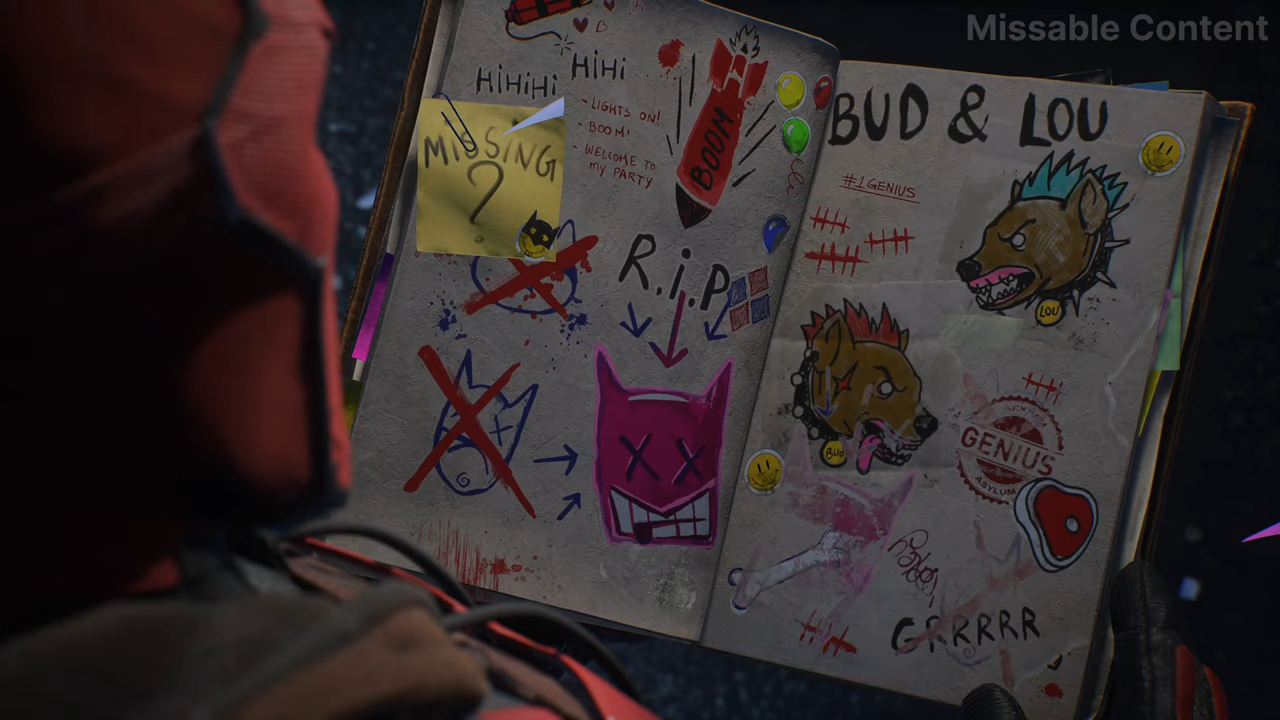 Missable Content
HiHiHi HiHi
MISSING
?
- LIGHTS ON!
- BOOM!
- WELCOME TO
MY PARTY
BOOM
R.i.P
BUD & LOU
#1 GENIUS
LOU
BUD
GENIUS
ASYLUM
GRRRRR